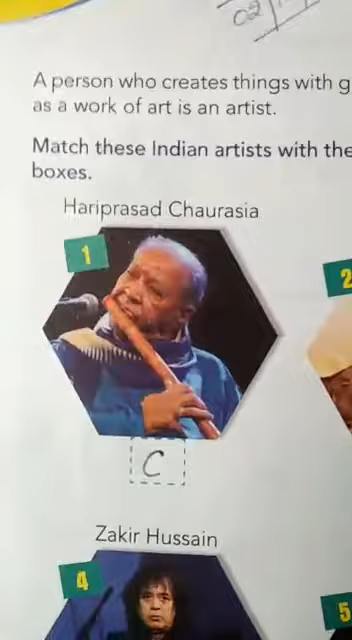 02
A person who creates things with g
as a work of art is an artist.
Match these Indian artists with the
boxes.
Hariprasad Chaurasia
1
2
C
Zakir Hussain
4
5